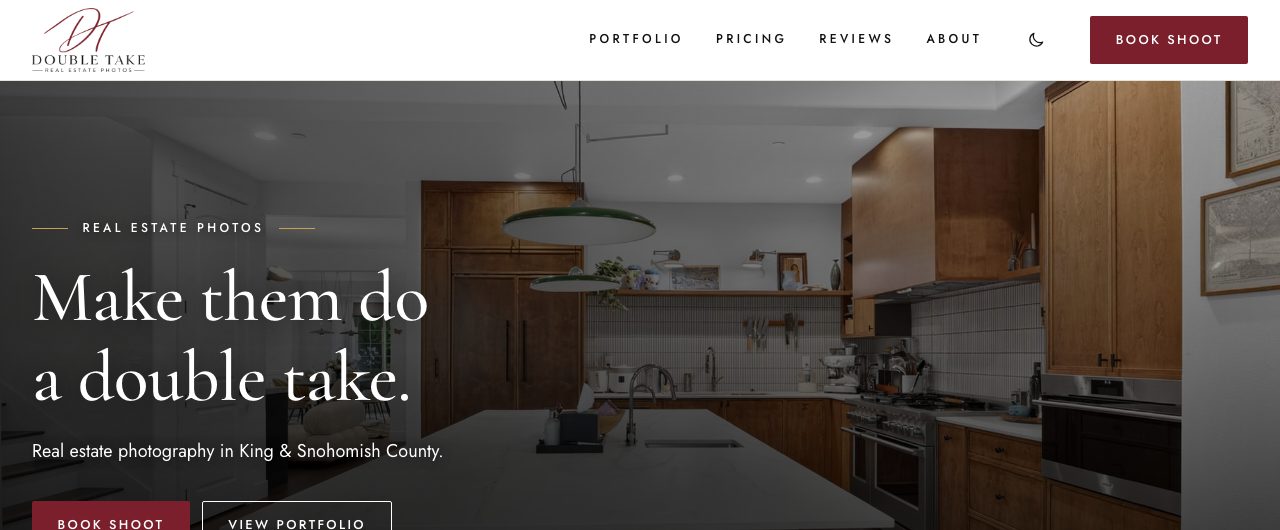 DT
DOUBLE TAKE
REAL ESTATE PHOTOS
PORTFOLIO
PRICING
REVIEWS
ABOUT
BOOK SHOOT
REAL ESTATE PHOTOS
Make them do
a double take.
Real estate photography in King & Snohomish County.
BOOK SHOOT
VIEW PORTFOLIO